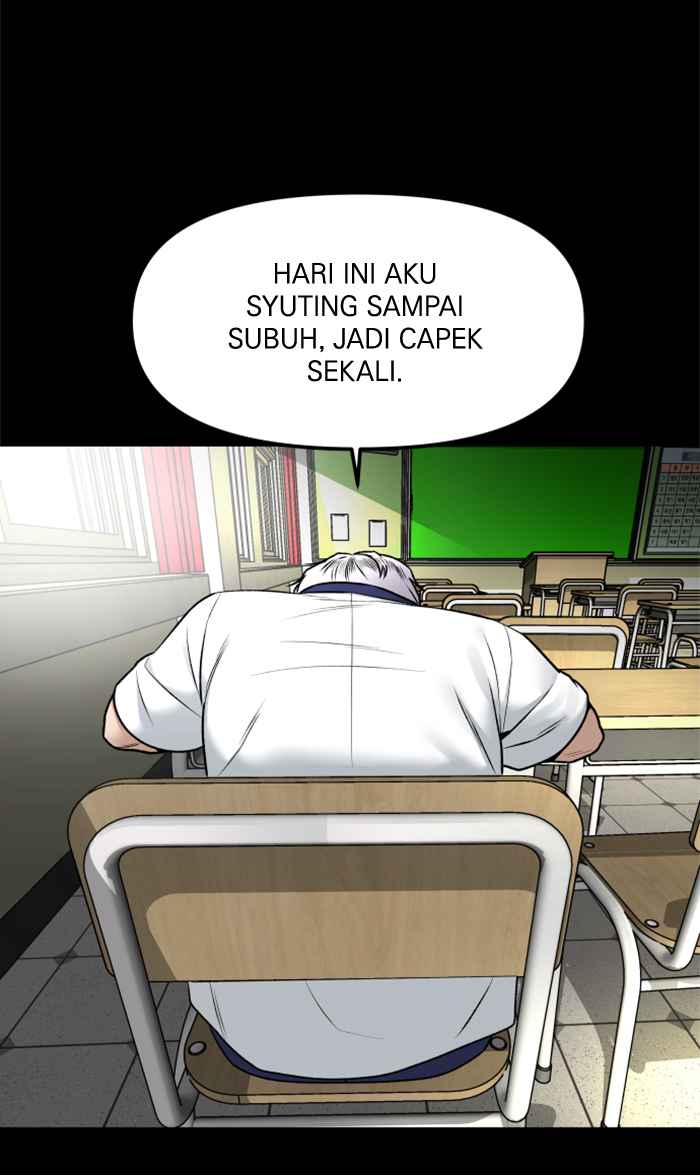 HARI INI AKU
SYUTING SAMPAI
SUBUH, JADI CAPEK
SEKALI.